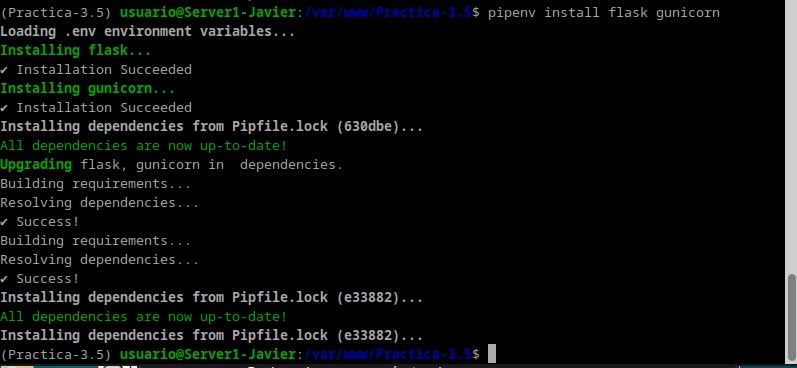 (Practica-3.5) usuario@Server1-Javier:/var/www/Practica-3.5$ pipenv install flask gunicorn
Loading .env environment variables...
Installing flask...
✔ Installation Succeeded
Installing gunicorn...
✔ Installation Succeeded
Installing dependencies from Pipfile.lock (630dbe)...
All dependencies are now up-to-date!
Upgrading flask, gunicorn in  dependencies.
Building requirements...
Resolving dependencies...
✔ Success!
Building requirements...
Resolving dependencies...
✔ Success!
Installing dependencies from Pipfile.lock (e33882)...
All dependencies are now up-to-date!
Installing dependencies from Pipfile.lock (e33882)...
(Practica-3.5) usuario@Server1-Javier:/var/www/Practica-3.5$